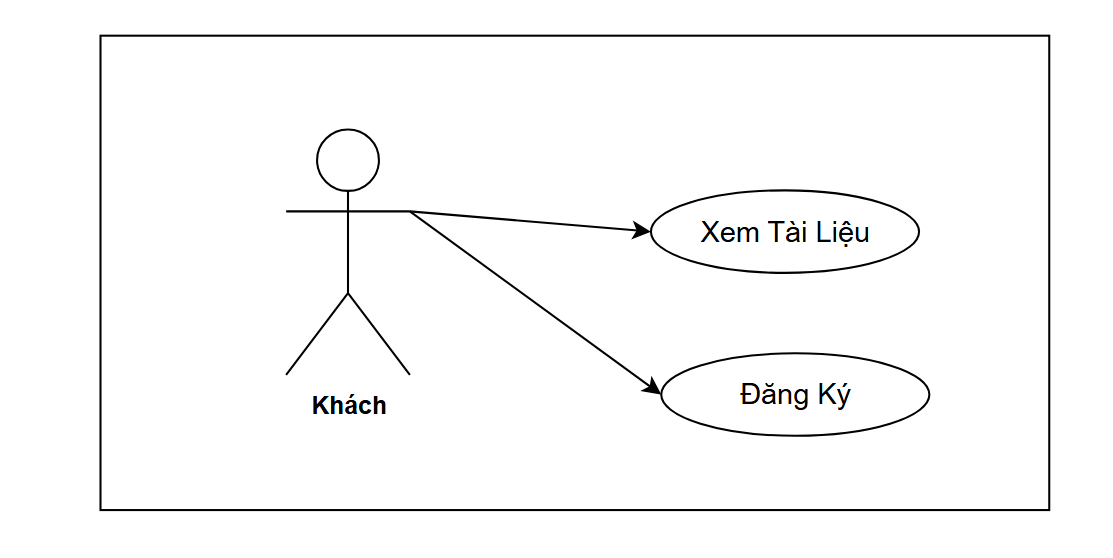 Xem Tài Liệu
Đăng Ký
Khách